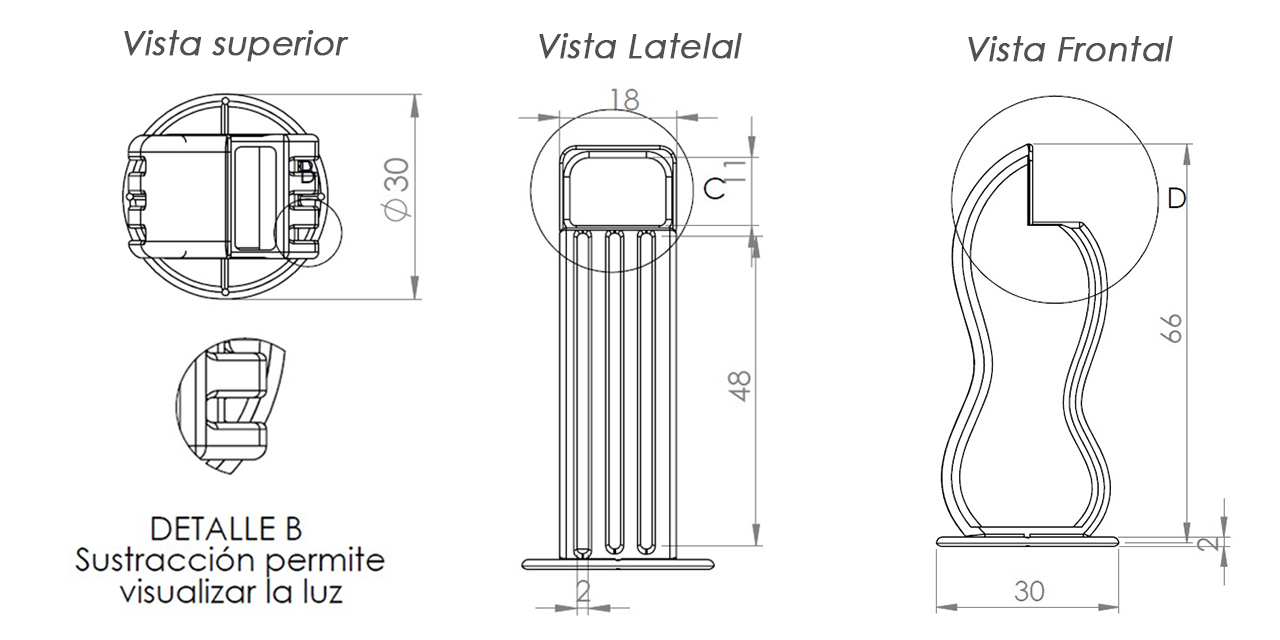 Vista superior
Vista Latelal
Vista Frontal
18
B
∅30
C
11
D
48
66
DETALLE B
Sustracción permite
visualizar la luz
2
2
30